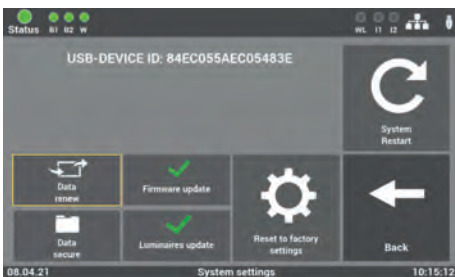 Status B1 B2 W WL I1 I2
USB-DEVICE ID: 84EC055AEC05483E
System
Restart
Data
renew
Firmware update
Data
secure
Luminaires update
Reset to factory
settings
Back
08.04.21 System settings 10:15:12